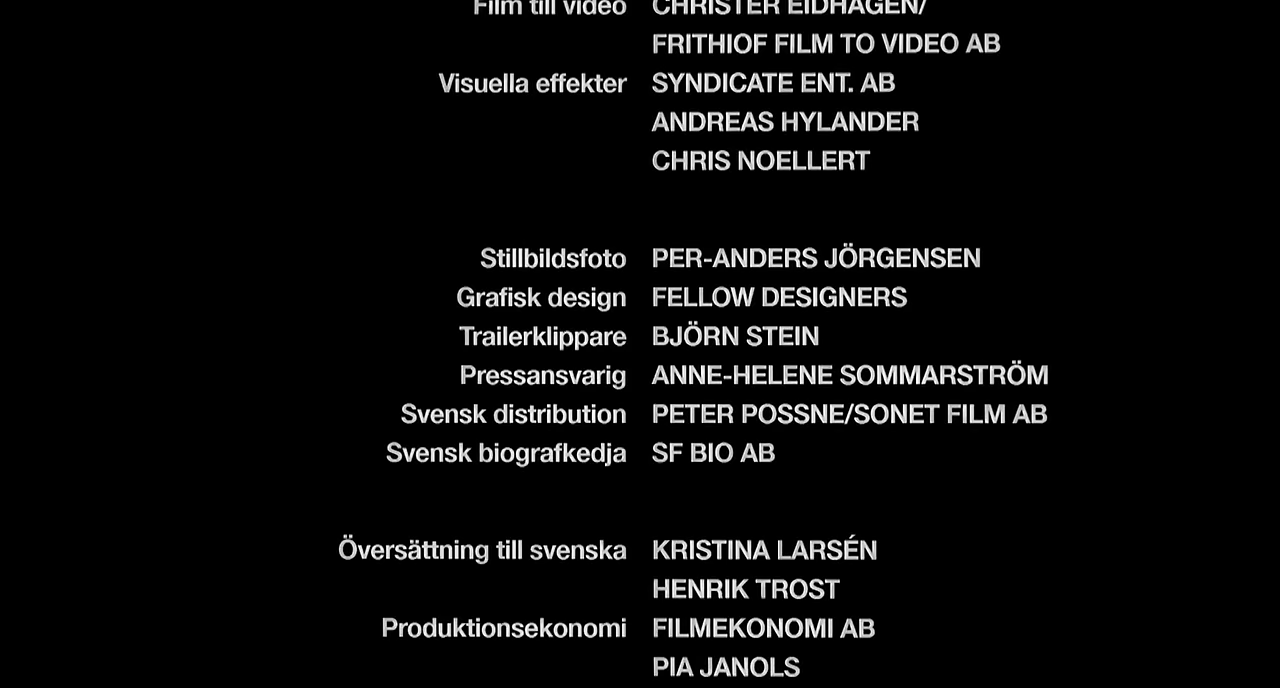 Film till video CHRISTER EIDHAGEN/
FRITHIOF FILM TO VIDEO AB
Visuella effekter SYNDICATE ENT. AB
ANDREAS HYLANDER
CHRIS NOELLERT
Stillbildsfoto PER-ANDERS JÖRGENSEN
Grafisk design FELLOW DESIGNERS
Trailerklippare BJÖRN STEIN
Pressansvarig ANNE-HELENE SOMMARSTRÖM
Svensk distribution PETER POSSNE/SONET FILM AB
Svensk biografkedja SF BIO AB
Översättning till svenska KRISTINA LARSÉN
HENRIK TROST
Produktionsekonomi FILMEKONOMI AB
PIA JANOLS